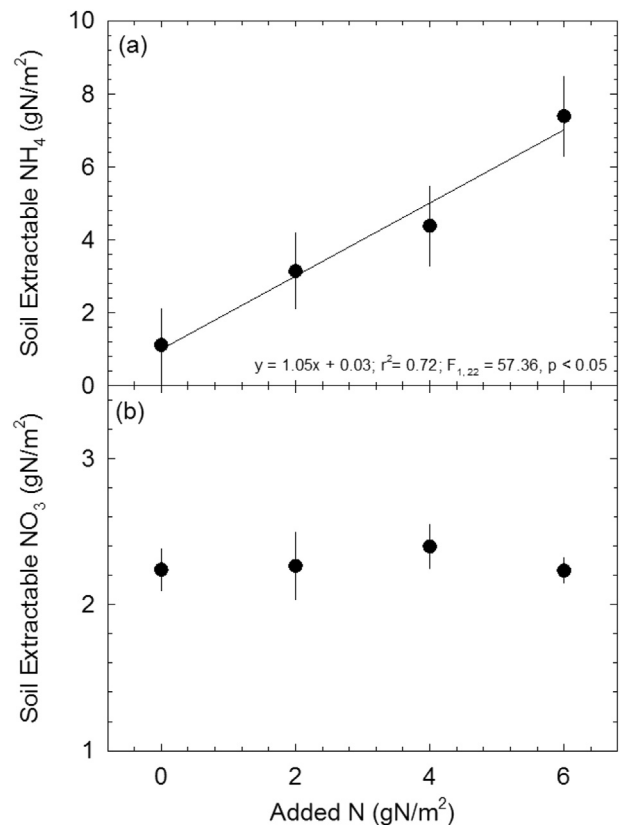 (a)
10
8
6
4
2
0
Soil Extractable NH4 (gN/m2)
y = 1.05x + 0.03; r2= 0.72; F1,22 = 57.36, p < 0.05
(b)
3
2
1
Soil Extractable NO3 (gN/m2)
0 2 4 6
Added N (gN/m2)